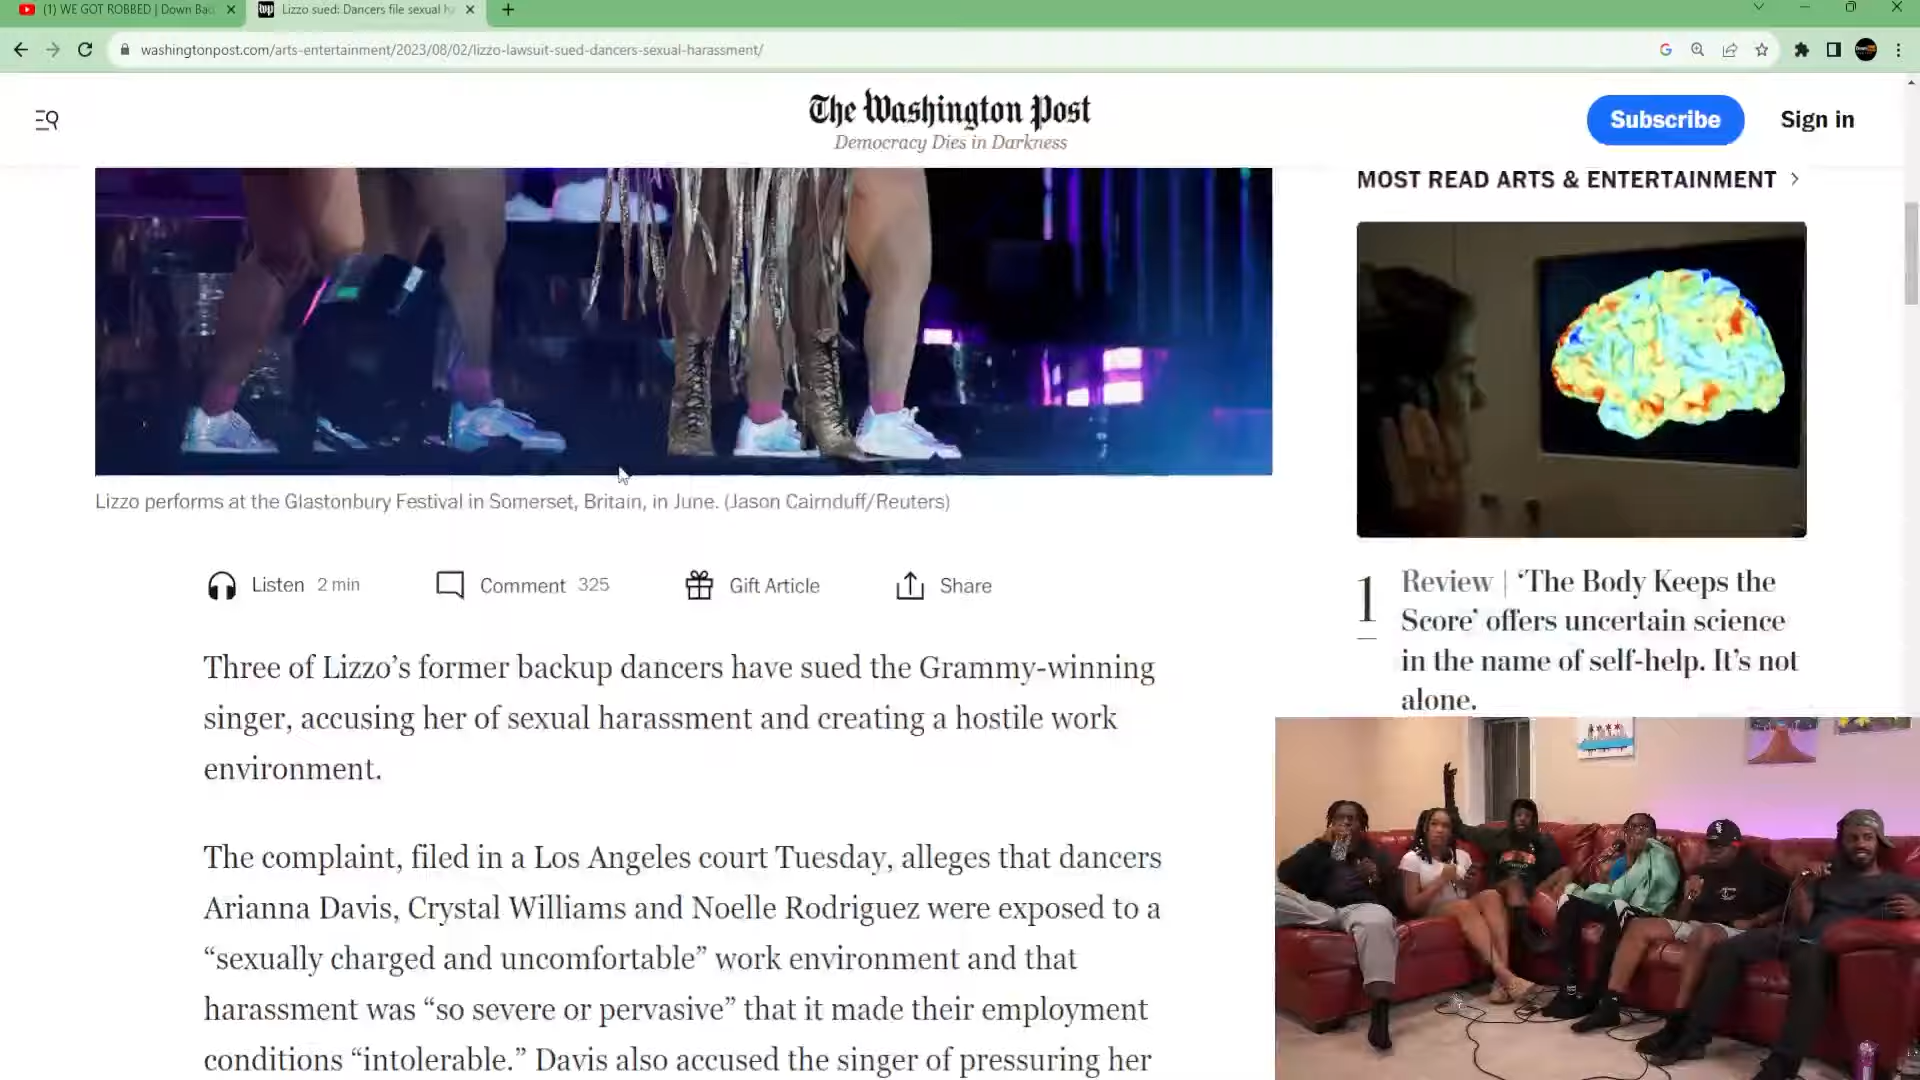 (1) WE GOT ROBBED | Down Ba
Lizzo sued: Dancers file sexual h
washingtonpost.com/arts-entertainment/2023/08/02/lizzo-lawsuit-sued-dancers-sexual-harassment/
The Washington Post
Democracy Dies in Darkness
Subscribe
Sign in
Lizzo performs at the Glastonbury Festival in Somerset, Britain, in June. (Jason Cairnduff/Reuters)
Listen 2 min
Comment 325
Gift Article
Share
Three of Lizzo’s former backup dancers have sued the Grammy-winning
singer, accusing her of sexual harassment and creating a hostile work
environment.
The complaint, filed in a Los Angeles court Tuesday, alleges that dancers
Arianna Davis, Crystal Williams and Noelle Rodriguez were exposed to a
“sexually charged and uncomfortable” work environment and that
harassment was “so severe or pervasive” that it made their employment
conditions “intolerable.” Davis also accused the singer of pressuring her
MOST READ ARTS & ENTERTAINMENT
1
Review | ‘The Body Keeps the
Score’ offers uncertain science
in the name of self-help. It’s not
alone.